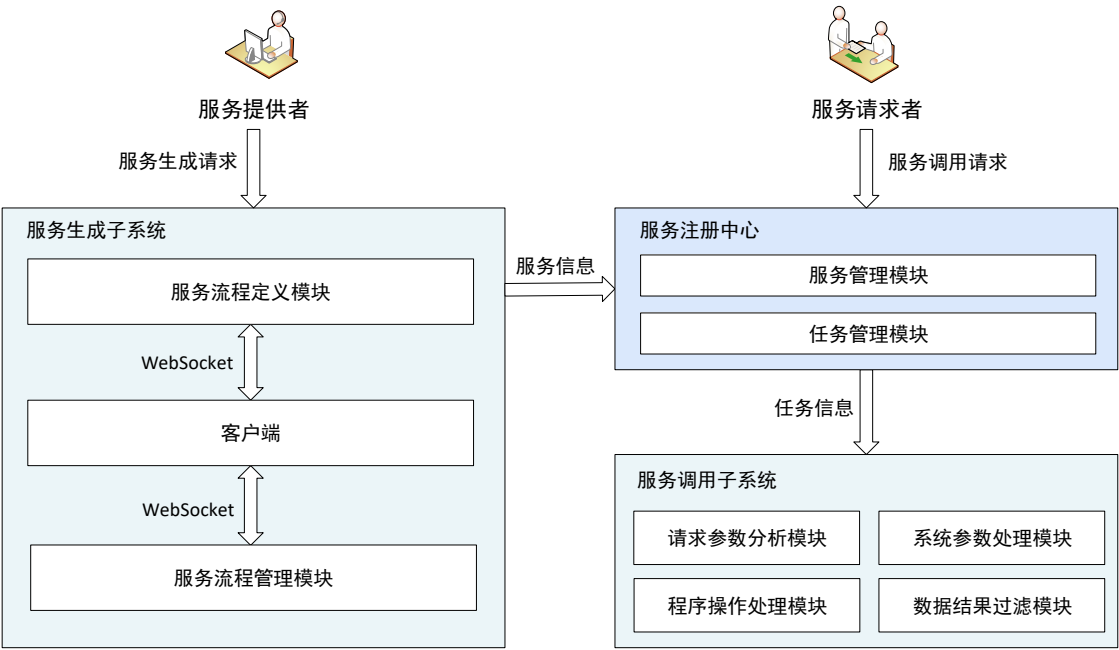 服务提供者
服务请求者
服务生成请求
服务调用请求
服务生成子系统
服务流程定义模块
WebSocket
客户端
WebSocket
服务流程管理模块
服务信息
服务注册中心
服务管理模块
任务管理模块
任务信息
服务调用子系统
请求参数分析模块
系统参数处理模块
程序操作处理模块
数据结果过滤模块